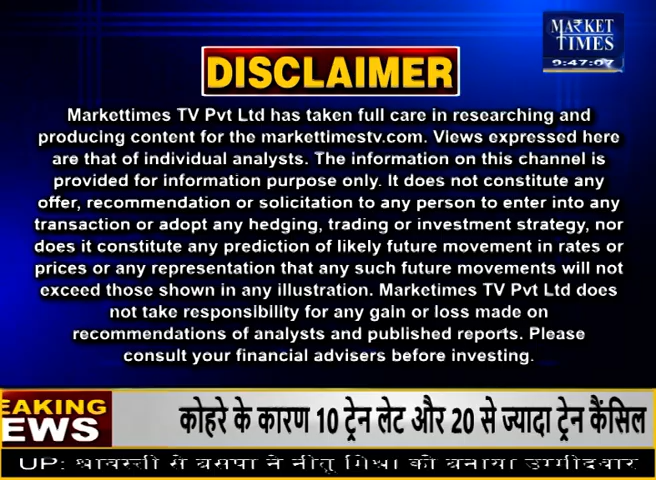 MARKET
TIMES
9:47:07
DISCLAIMER
Markettimes TV Pvt Ltd has taken full care in researching and
producing content for the markettimestv.com. Views expressed here
are that of individual analysts. The information on this channel is
provided for information purpose only. It does not constitute any
offer, recommendation or solicitation to any person to enter into any
transaction or adopt any hedging, trading or investment strategy, nor
does it constitute any prediction of likely future movement in rates or
prices or any representation that any such future movements will not
exceed those shown in any illustration. Marketimes TV Pvt Ltd does
not take responsibility for any gain or loss made on
recommendations of analysts and published reports. Please
consult your financial advisers before investing.
EAKING
EWS
कोहरे के कारण 10 ट्रेन लेट और 20 से ज्यादा ट्रेन कैंसिल
UP: श्रावस्ती से बसपा ने नीतू मिश्रा को बनाया उम्मीदवार